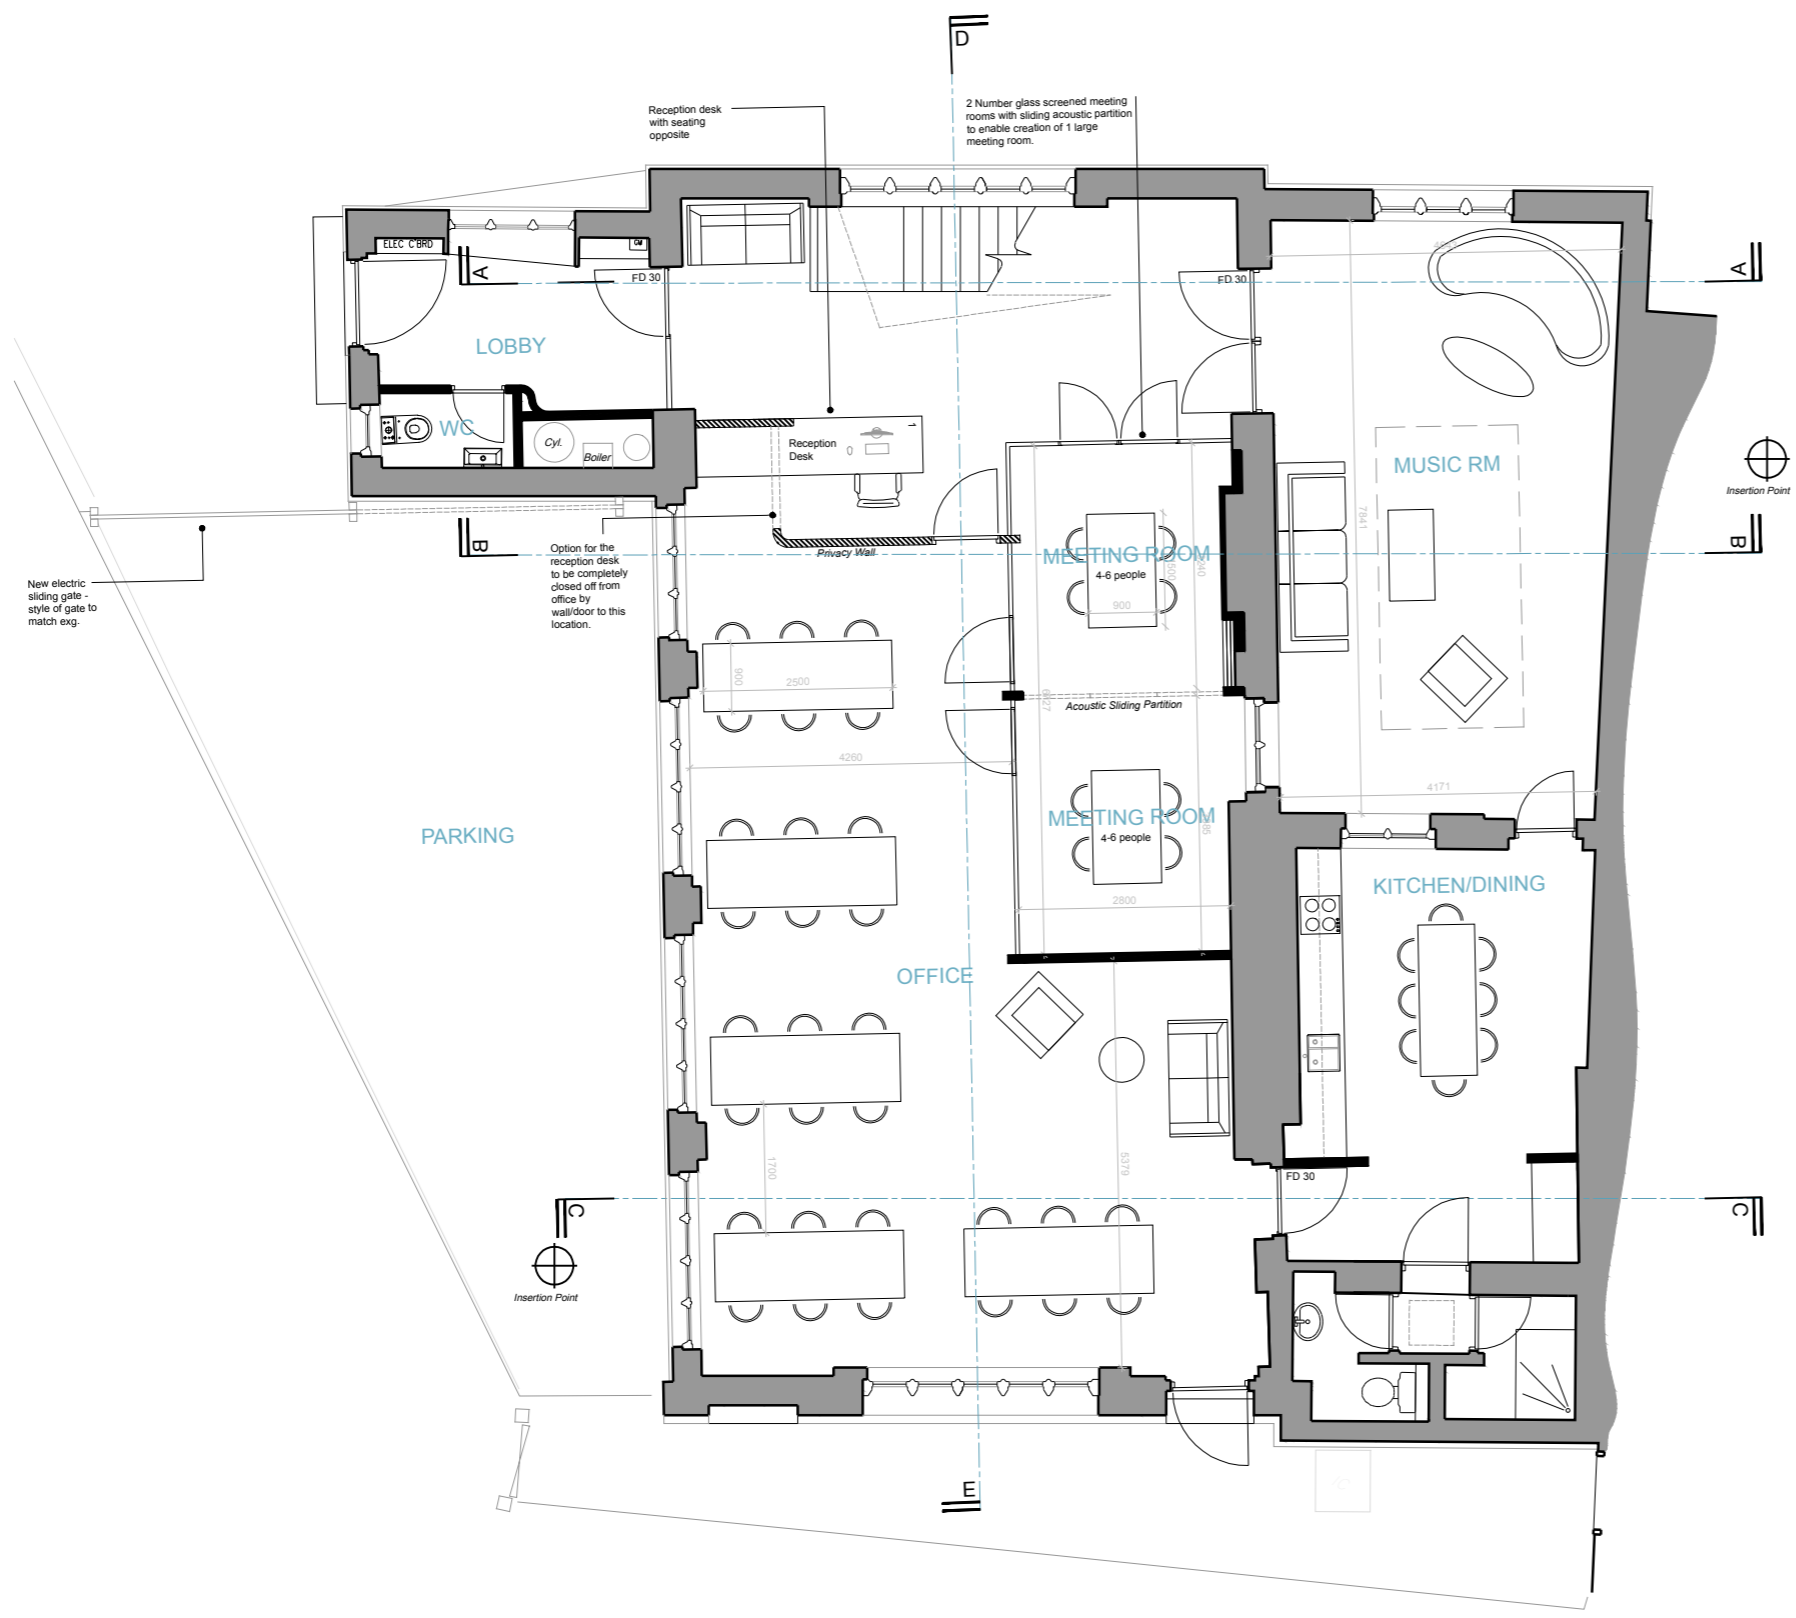 D
Reception desk
with seating
opposite
2 Number glass screened meeting
rooms with sliding acoustic partition
to enable creation of 1 large
meeting room.
ELEC C'BRD
GM
A
FD 30
FD 30
A
LOBBY
WC
Cyl.
Boiler
Reception
Desk
1
MUSIC RM
Insertion Point
B
Privacy Wall
MEETING ROOM
4-6 people
900
7841
B
Option for the
reception desk
to be completely
closed off from
office by
wall/door to this
location.
New electric
sliding gate -
style of gate to
match exg.
900
2500
6627
Acoustic Sliding Partition
4260
4171
PARKING
MEETING ROOM
4-6 people
KITCHEN/DINING
2800
OFFICE
1700
5379
FD 30
C
C
Insertion Point
E